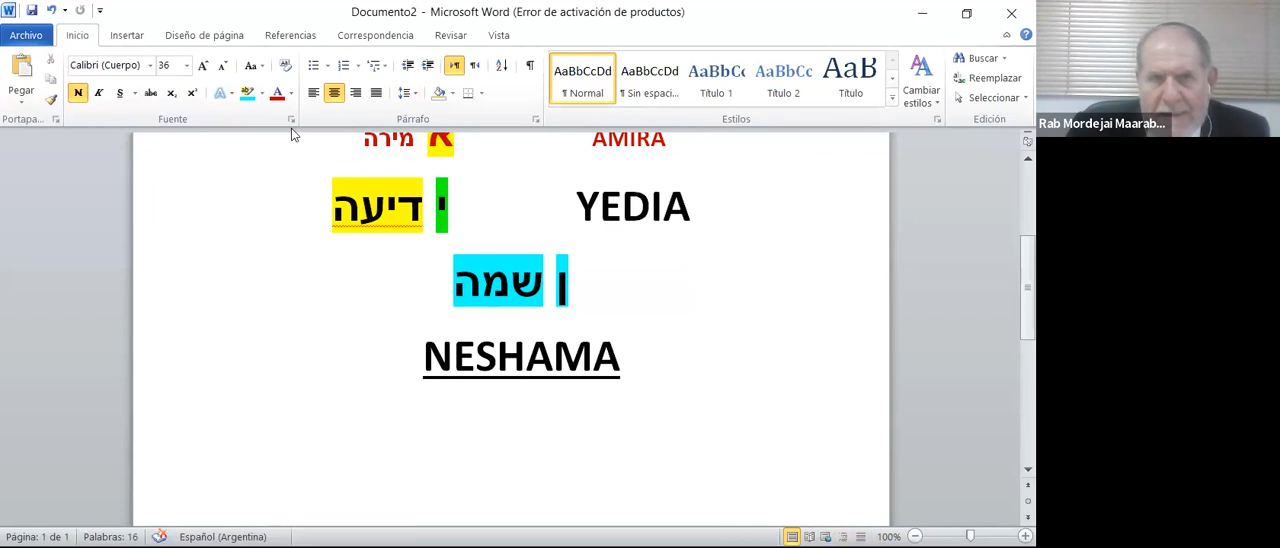 Documento2 - Microsoft Word (Error de activación de productos)
Archivo Inicio Insertar Diseño de página Referencias Correspondencia Revisar Vista
Calibri (Cuerpo) 36
Pegar
Portapa... Fuente Párrafo Estilos Edición
AaBbCcDd AaBbCcDd AaBbCc AaBbCc AaB
¶ Normal ¶ Sin espaci... Título 1 Título 2 Título
Cambiar estilos
Buscar
Reemplazar
Seleccionar
Rab Mordejai Maarab...
א מירה AMIRA
י דיעה YEDIA
ן שמה
NESHAMA
Página: 1 de 1 Palabras: 16 Español (Argentina) 100%